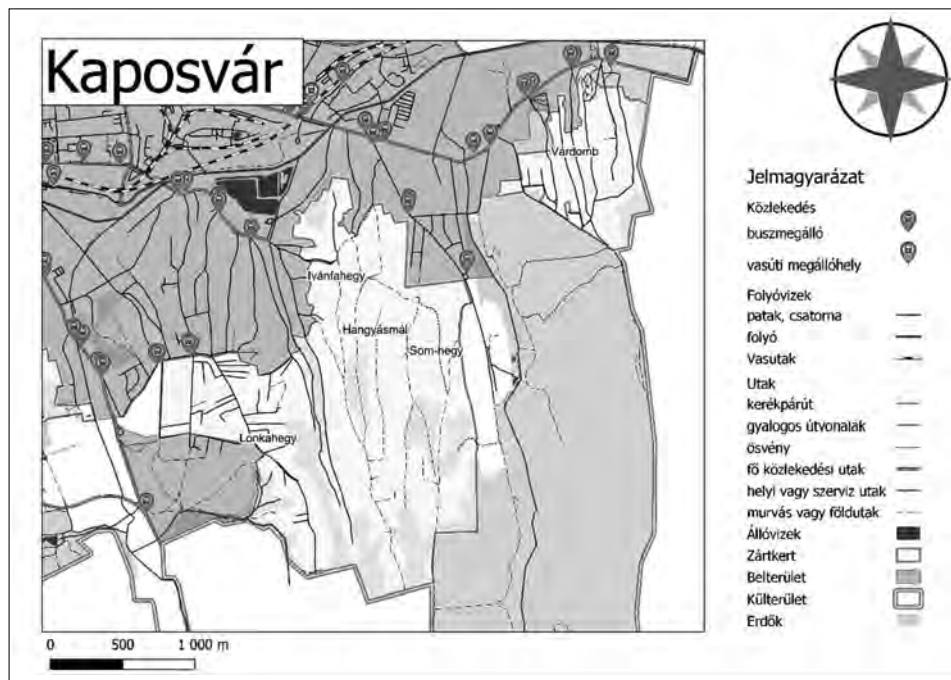 Kaposvár
Várdomb
Ivánfahegy
Hangyásmál
Som-hegy
Lonkahegy
0 500 1 000 m
Jelmagyarázat
Közlekedés
buszmegálló
vasúti megállóhely
Folyóvizek
patak, csatorna
folyó
Vasutak
Utak
kerékpárút
gyalogos útvonalak
ösvény
fő közlekedési utak
helyi vagy szerviz utak
murvás vagy földutak
Állóvizek
Zártkert
Belterület
Külterület
Erdők